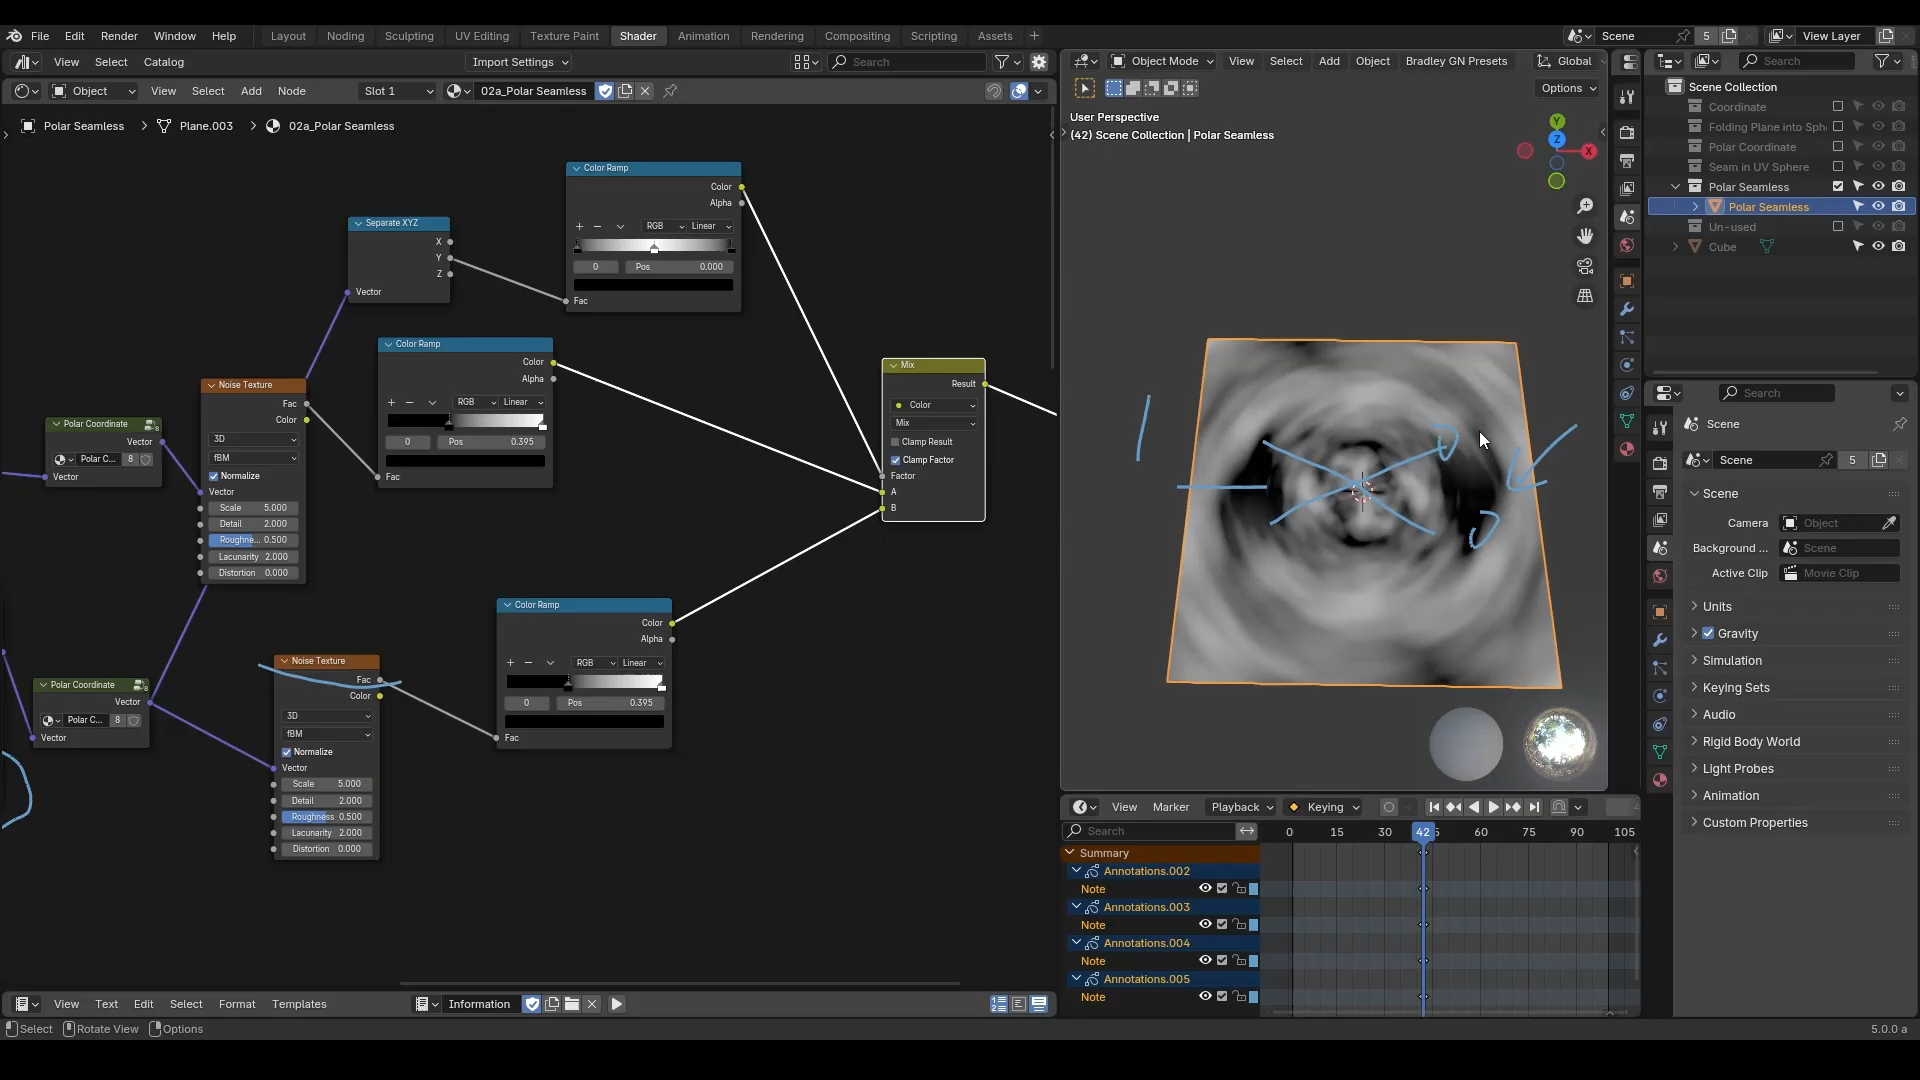 File Edit Render Window Help Layout Modeling Sculpting UV Editing Texture Paint Shader Animation Rendering Compositing Scripting Assets Scene 5 View Layer
View Select Catalog Import Settings Search
Object View Select Add Node Slot 1 02a_Polar Seamless
Polar Seamless Plane.003 02a_Polar Seamless
Color Ramp
Color
Alpha
RGB Linear
0 Pos 0.000
Fac
Separate XYZ
X
Y
Z
Vector
Color Ramp
Color
Alpha
RGB Linear
0 Pos 0.395
Fac
Noise Texture
Fac
Color
3D
fBM
Normalize
Vector
Scale 5.000
Detail 2.000
Roughne... 0.500
Lacunarity 2.000
Distortion 0.000
Polar Coordinate
Vector
Polar C... 8
Vector
Mix
Result
Color
Mix
Clamp Result
Clamp Factor
Factor
A
B
Color Ramp
Color
Alpha
RGB Linear
0 Pos 0.395
Fac
Noise Texture
Fac
Color
3D
fBM
Normalize
Vector
Scale 5.000
Detail 2.000
Roughness 0.500
Lacunarity 2.000
Distortion 0.000
Polar Coordinate
Vector
Polar C... 8
Vector
View Text Edit Select Format Templates Information
Select Rotate View Options
Object Mode View Select Add Object Bradley GN Presets Global
Options
User Perspective
(42) Scene Collection | Polar Seamless
Y
Z
X
View Marker Playback Keying
Search 0 15 30 42 60 75 90 105
Summary
Annotations.002
Note
Annotations.003
Note
Annotations.004
Note
Annotations.005
Note
Search
Scene Collection
Coordinate
Folding Plane into Sph
Polar Coordinate
Seam in UV Sphere
Polar Seamless
Polar Seamless
Un-used
Cube
Search
Scene
Scene 5
Scene
Camera Object
Background ... Scene
Active Clip Movie Clip
Units
Gravity
Simulation
Keying Sets
Audio
Rigid Body World
Light Probes
Animation
Custom Properties
5.0.0 a